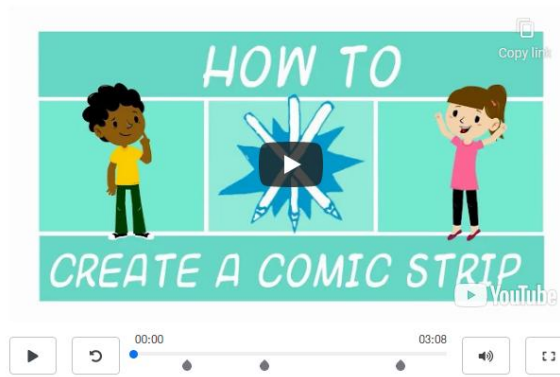 Copy link
HOW TO
CREATE A COMIC STRIP
YouTube
00:00
03:08